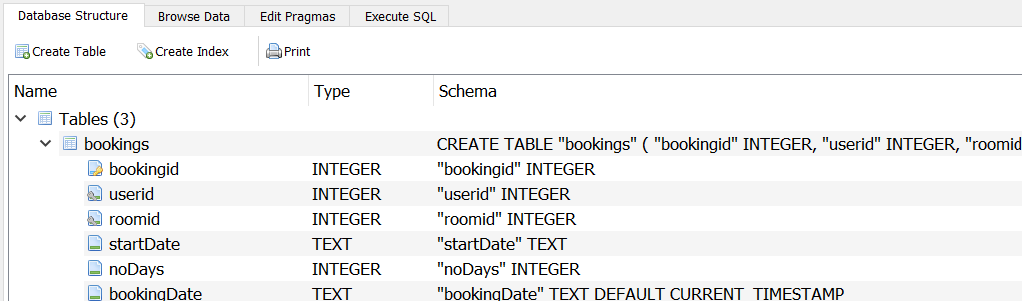 Database Structure Browse Data Edit Pragmas Execute SQL
Create Table Create Index Print
Name Type Schema
Tables (3)
bookings CREATE TABLE "bookings" ( "bookingid" INTEGER, "userid" INTEGER, "roomid
bookingid INTEGER "bookingid" INTEGER
userid INTEGER "userid" INTEGER
roomid INTEGER "roomid" INTEGER
startDate TEXT "startDate" TEXT
noDays INTEGER "noDays" INTEGER
bookingDate TEXT "bookingDate" TEXT DEFAULT CURRENT_TIMESTAMP